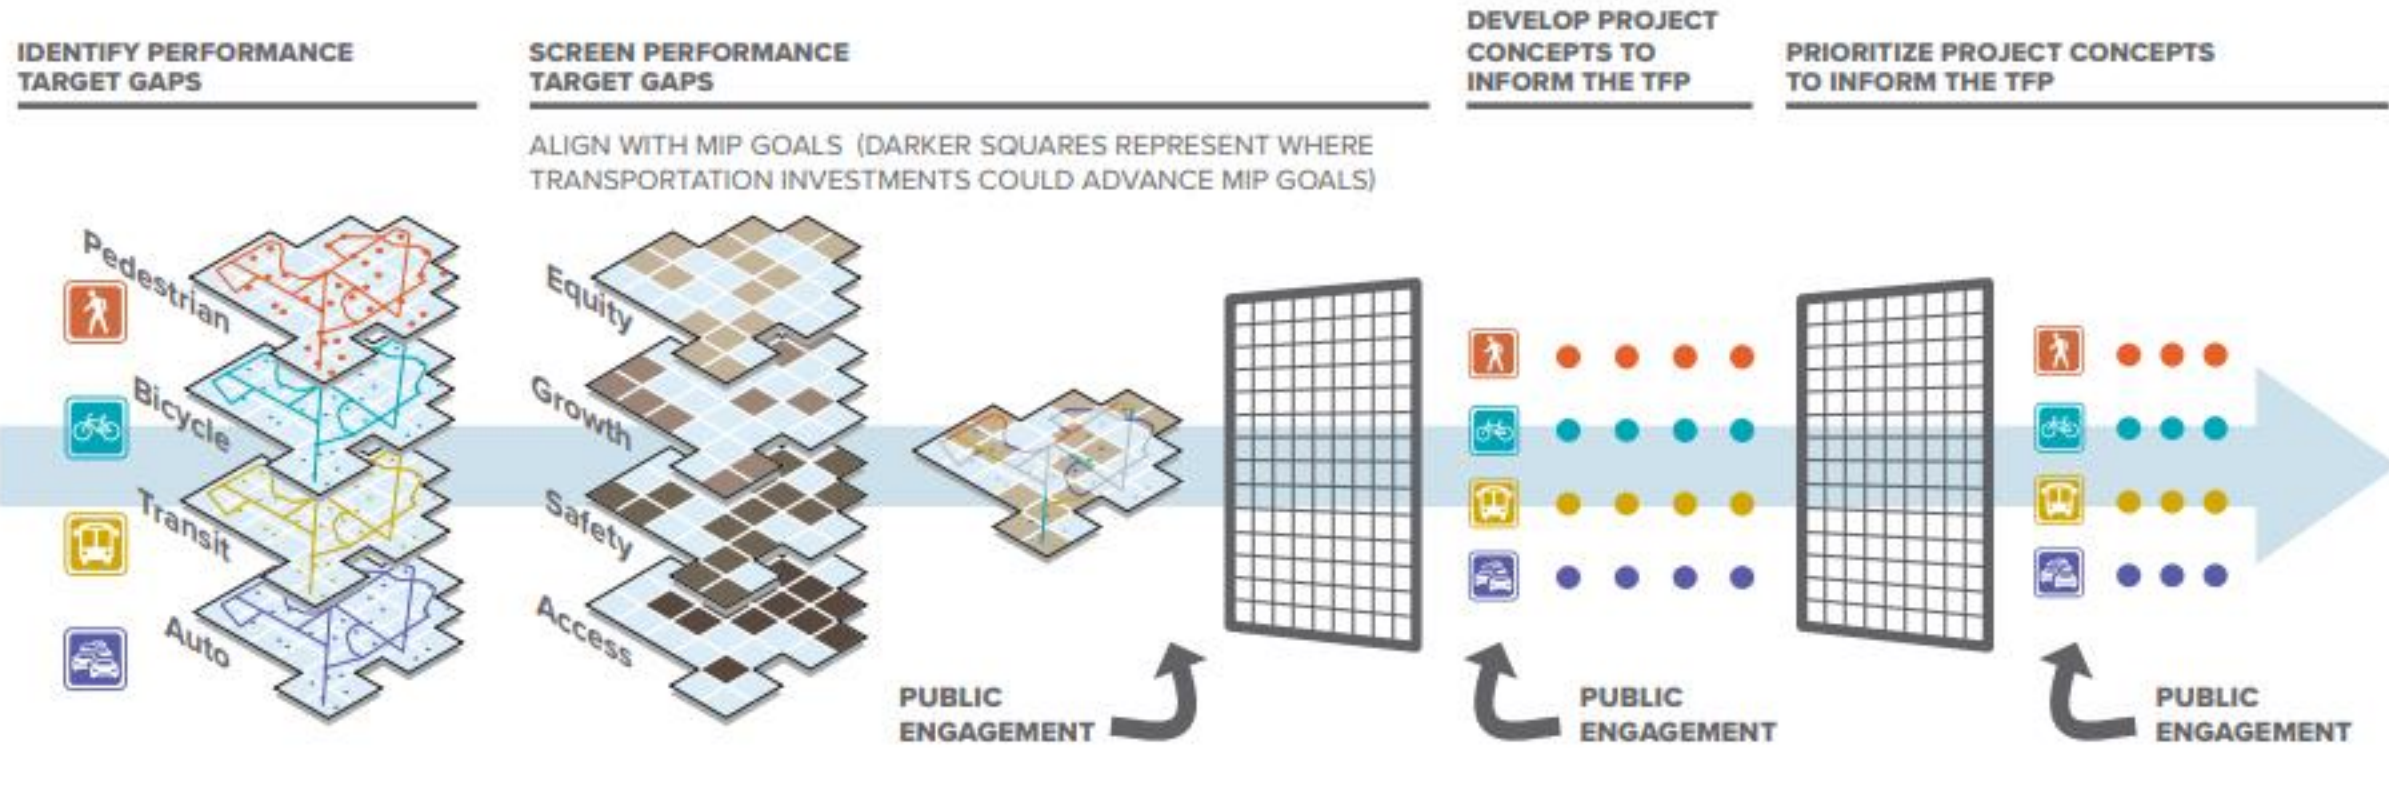 IDENTIFY PERFORMANCE
TARGET GAPS
SCREEN PERFORMANCE
TARGET GAPS
ALIGN WITH MIP GOALS (DARKER SQUARES REPRESENT WHERE
TRANSPORTATION INVESTMENTS COULD ADVANCE MIP GOALS)
DEVELOP PROJECT
CONCEPTS TO
INFORM THE TFP
PRIORITIZE PROJECT CONCEPTS
TO INFORM THE TFP
Pedestrian
Bicycle
Transit
Auto
Equity
Growth
Safety
Access
PUBLIC
ENGAGEMENT
PUBLIC
ENGAGEMENT
PUBLIC
ENGAGEMENT